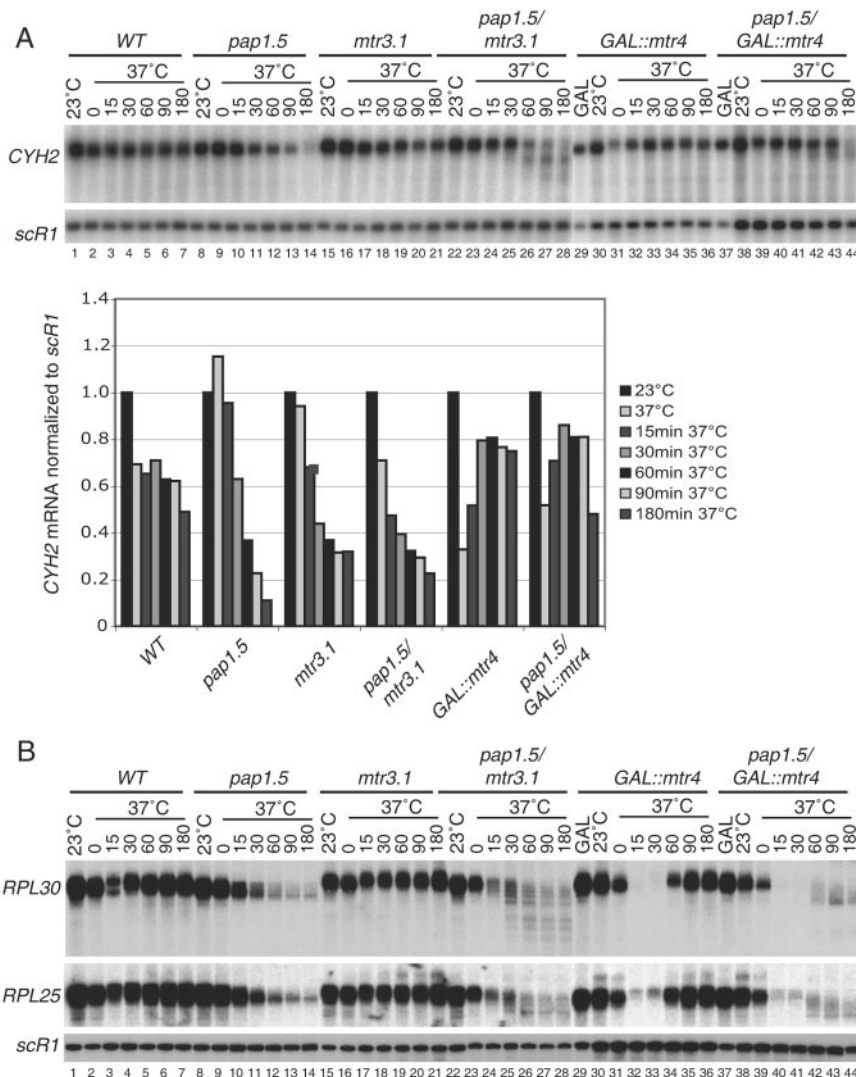 A
WT
pap1.5
mtr3.1
pap1.5/
mtr3.1
GAL::mtr4
pap1.5/
GAL::mtr4
37˚C
37˚C
37˚C
37˚C
37˚C
37˚C
23˚C 0 15 30 60 90 180 23˚C 0 15 30 60 90 180 23˚C 0 15 30 60 90 180 23˚C 0 15 30 60 90 180 GAL 23˚C 0 15 30 60 90 180 GAL 23˚C 0 15 30 60 90 180
CYH2
scR1
1 2 3 4 5 6 7 8 9 10 11 12 13 14 15 16 17 18 19 20 21 22 23 24 25 26 27 28 29 30 31 32 33 34 35 36 37 38 39 40 41 42 43 44
CYH2 mRNA normalized to scR1
1.4
1.2
1.0
0.8
0.6
0.4
0.2
0
WT
pap1.5
mtr3.1
pap1.5/
mtr3.1
GAL::mtr4
pap1.5/
GAL::mtr4
23°C
37°C
15min 37°C
30min 37°C
60min 37°C
90min 37°C
180min 37°C
B
WT
pap1.5
mtr3.1
pap1.5/
mtr3.1
GAL::mtr4
pap1.5/
GAL::mtr4
37˚C
37˚C
37˚C
37˚C
37˚C
37˚C
23˚C 0 15 30 60 90 180 23˚C 0 15 30 60 90 180 23˚C 0 15 30 60 90 180 23˚C 0 15 30 60 90 180 GAL 23˚C 0 15 33 60 90 180 GAL 23˚C 0 15 33 60 90 180
RPL30
RPL25
scR1
1 2 3 4 5 6 7 8 9 10 11 12 13 14 15 16 17 18 19 20 21 22 23 24 25 26 27 28 29 30 31 32 33 34 35 36 37 38 39 40 41 42 43 44